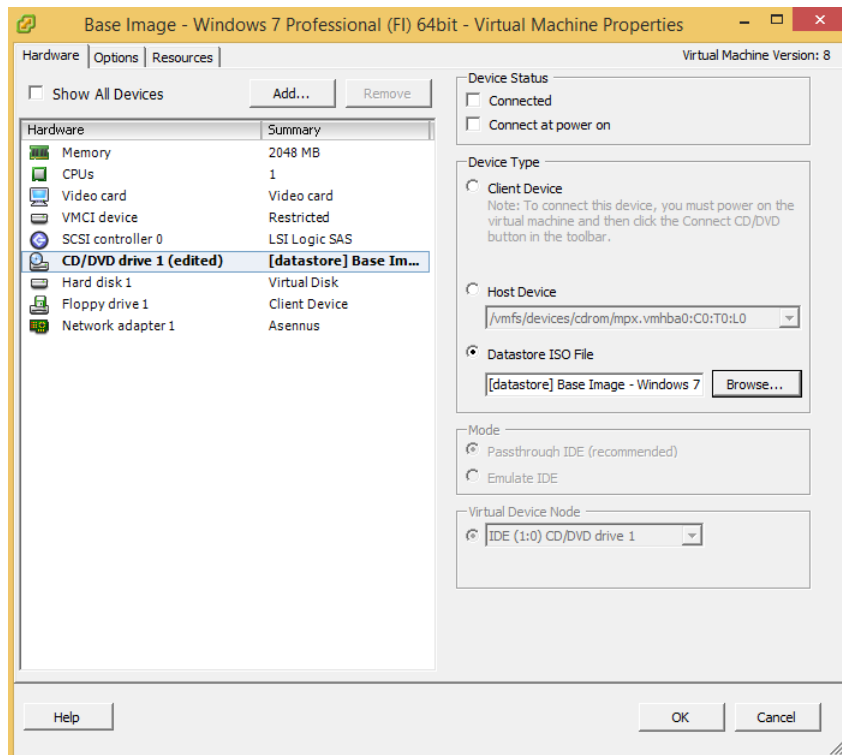 Base Image - Windows 7 Professional (FI) 64bit - Virtual Machine Properties
Hardware Options Resources
Virtual Machine Version: 8
Show All Devices
Add...
Remove
Hardware Summary
Memory 2048 MB
CPUs 1
Video card Video card
VMCI device Restricted
SCSI controller 0 LSI Logic SAS
CD/DVD drive 1 (edited) [datastore] Base Im...
Hard disk 1 Virtual Disk
Floppy drive 1 Client Device
Network adapter 1 Asennus
Device Status
Connected
Connect at power on
Device Type
Client Device
Note: To connect this device, you must power on the
virtual machine and then click the Connect CD/DVD
button in the toolbar.
Host Device
/vmfs/devices/cdrom/mpx.vmhba0:C0:T0:L0
Datastore ISO File
[datastore] Base Image - Windows 7
Browse...
Mode
Passthrough IDE (recommended)
Emulate IDE
Virtual Device Node
IDE (1:0) CD/DVD drive 1
Help
OK
Cancel